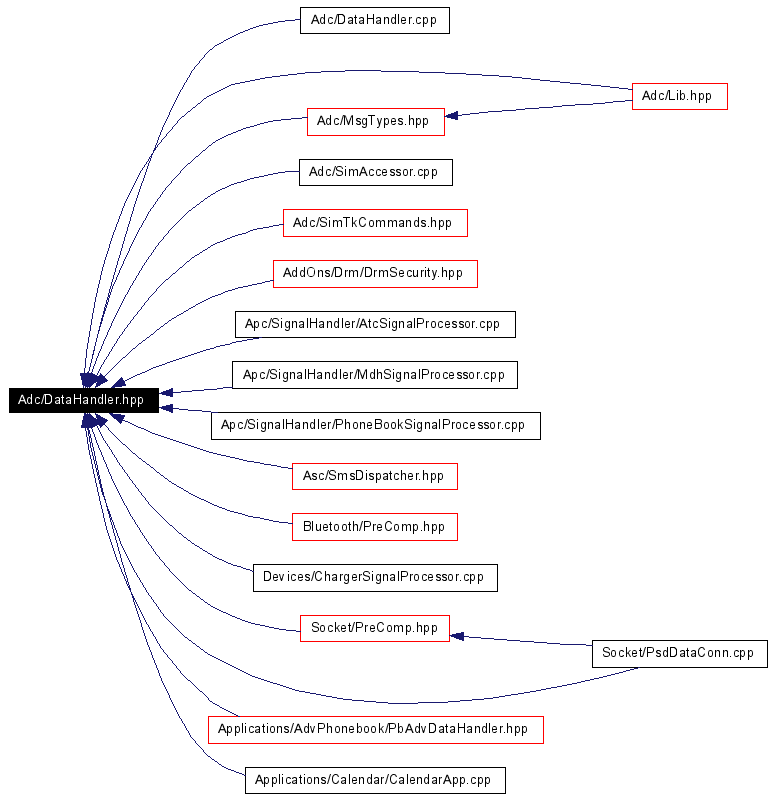 Adc/DataHandler.cpp
Adc/Lib.hpp
Adc/MsgTypes.hpp
Adc/SimAccessor.cpp
Adc/SimTkCommands.hpp
AddOns/Drm/DrmSecurity.hpp
Apc/SignalHandler/AtcSignalProcessor.cpp
Apc/SignalHandler/MdhSignalProcessor.cpp
Adc/DataHandler.hpp
Apc/SignalHandler/PhoneBookSignalProcessor.cpp
Asc/SmsDispatcher.hpp
Bluetooth/PreComp.hpp
Devices/ChargerSignalProcessor.cpp
Socket/PreComp.hpp
Socket/PsdDataConn.cpp
Applications/AdvPhonebook/PbAdvDataHandler.hpp
Applications/Calendar/CalendarApp.cpp